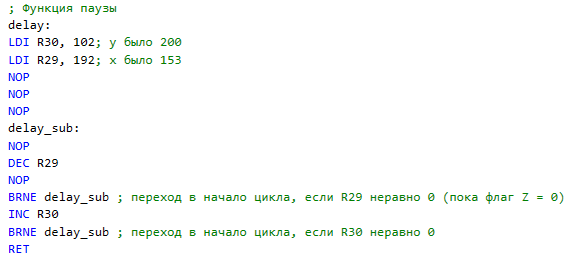 ; Функция паузы
delay:
LDI R30, 102; y было 200
LDI R29, 192; x было 153
NOP
NOP
NOP
delay_sub:
NOP
DEC R29
NOP
BRNE delay_sub ; переход в начало цикла, если R29 неравно 0 (пока флаг Z = 0)
INC R30
BRNE delay_sub ; переход в начало цикла, если R30 неравно 0
RET